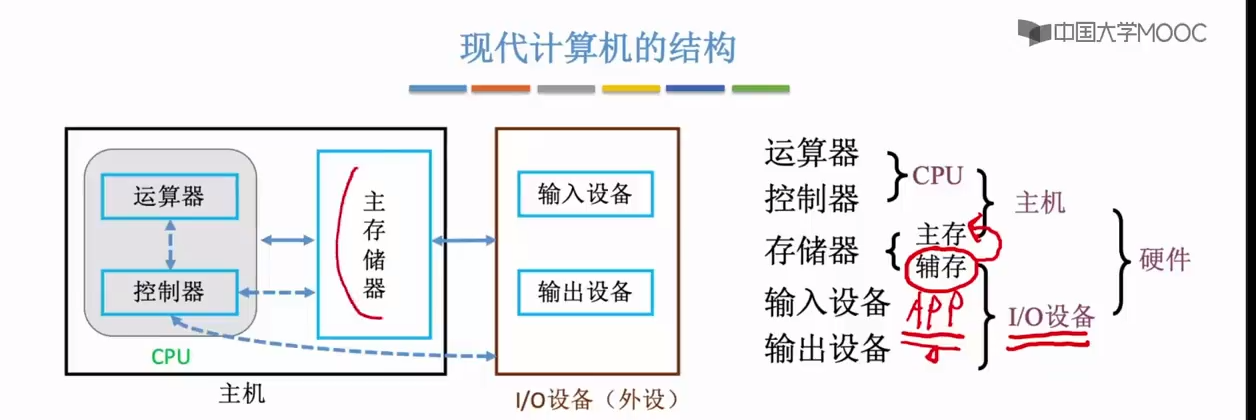 中国大学MOOC
现代计算机的结构
运算器
控制器
CPU
主存储器
主机
输入设备
输出设备
I/O设备（外设）
运算器
控制器
CPU
主机
存储器
主存
辅存
硬件
输入设备
APP
I/O设备
输出设备